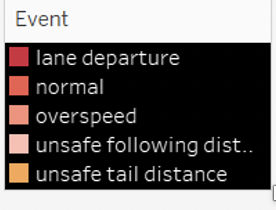 Event
lane departure
normal
overspeed
unsafe following dist..
unsafe tail distance